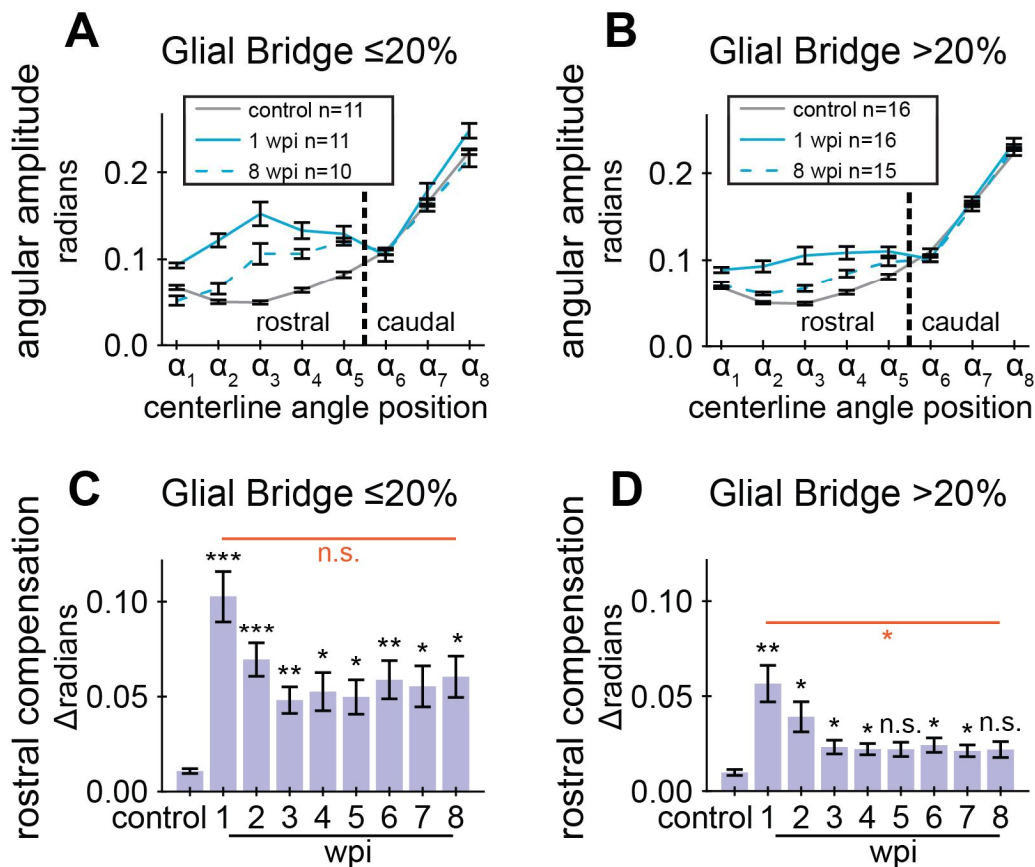 A
Glial Bridge ≤20%
control n=11
1 wpi n=11
8 wpi n=10
angular amplitude
radians
0.2
0.1
0.0
rostral
caudal
α1 α2 α3 α4 α5 α6 α7 α8
centerline angle position
B
Glial Bridge >20%
control n=16
1 wpi n=16
8 wpi n=15
angular amplitude
radians
0.2
0.1
0.0
rostral
caudal
α1 α2 α3 α4 α5 α6 α7 α8
centerline angle position
C
Glial Bridge ≤20%
n.s.
*** *** ** * * ** * *
rostral compensation
Δradians
0.10
0.05
0.00
control 1 2 3 4 5 6 7 8
wpi
D
Glial Bridge >20%
*
** * * * n.s. * * n.s.
rostral compensation
Δradians
0.10
0.05
0.00
control 1 2 3 4 5 6 7 8
wpi